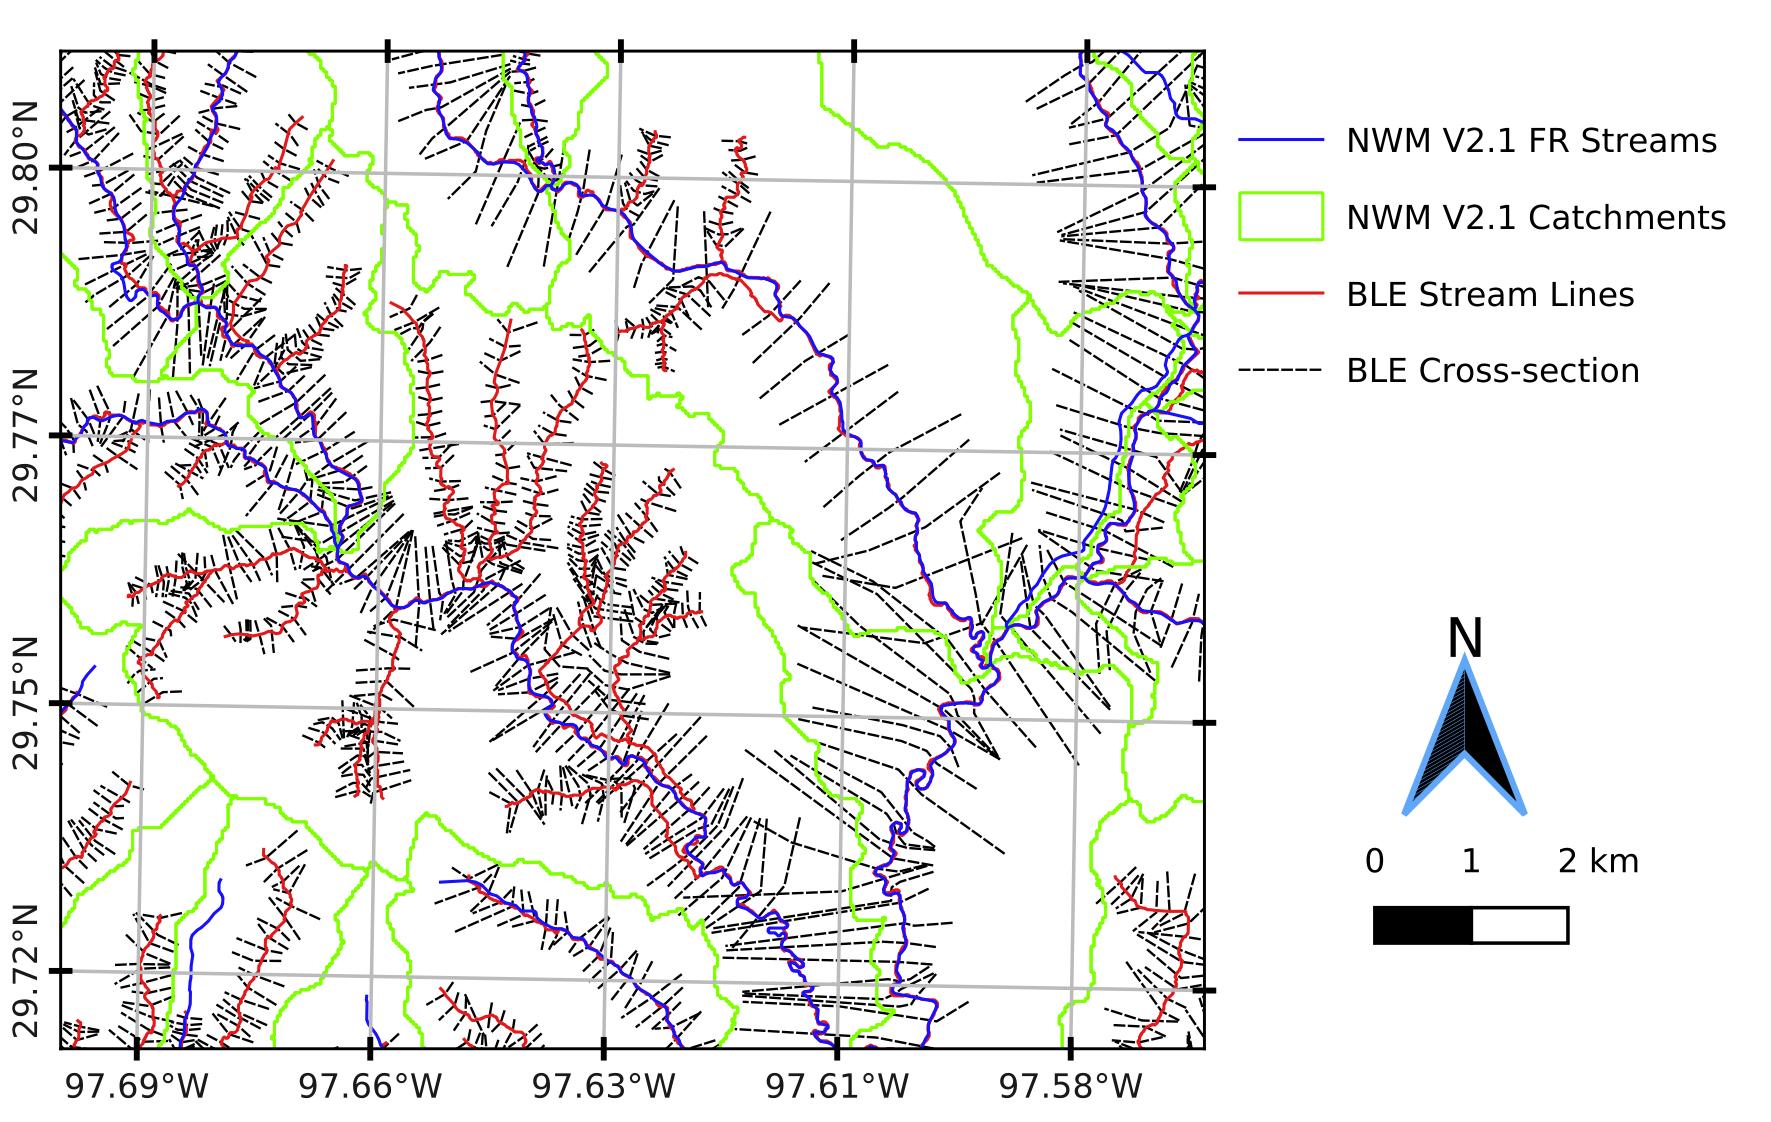 29.80°N
29.77°N
29.75°N
29.72°N
97.69°W 97.66°W 97.63°W 97.61°W 97.58°W
NWM V2.1 FR Streams
NWM V2.1 Catchments
BLE Stream Lines
BLE Cross-section
N
0 1 2 km